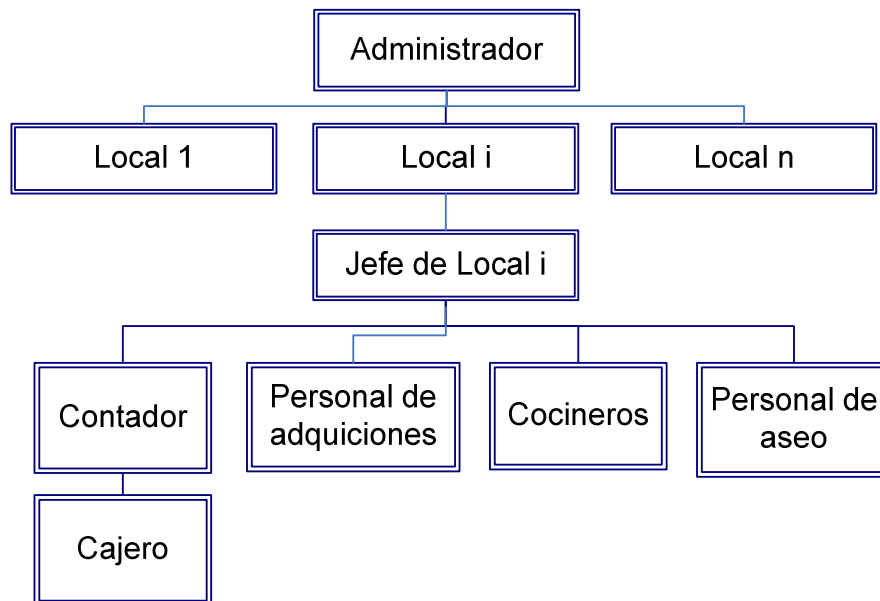 Administrador
Local 1
Local i
Local n
Jefe de Local i
Contador
Personal de
adquiciones
Cocineros
Personal de
aseo
Cajero